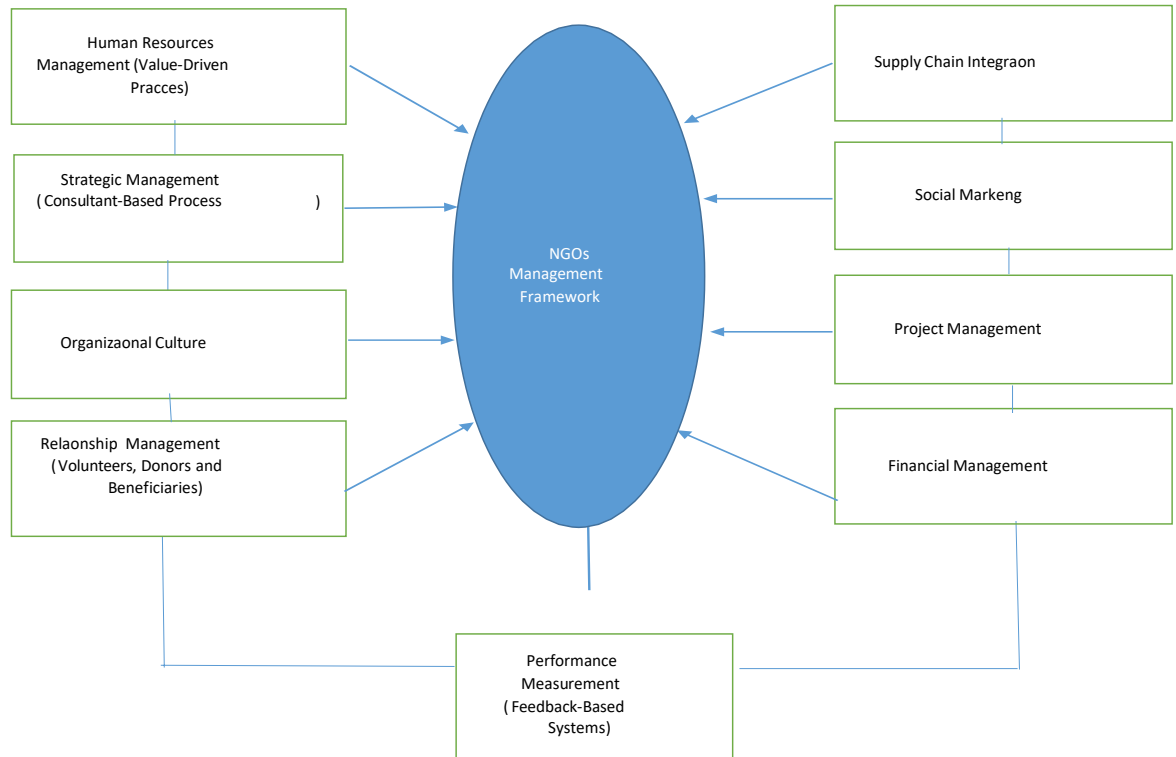 Human Resources
Management (Value-Driven
Pracces)
Strategic Management
( Consultant-Based Process )
Organizaonal Culture
Relaonship Management
( Volunteers, Donors and
Beneficiaries)
NGOs
Management
Framework
Supply Chain Integraon
Social Markeng
Project Management
Financial Management
Performance
Measurement
( Feedback-Based
Systems)